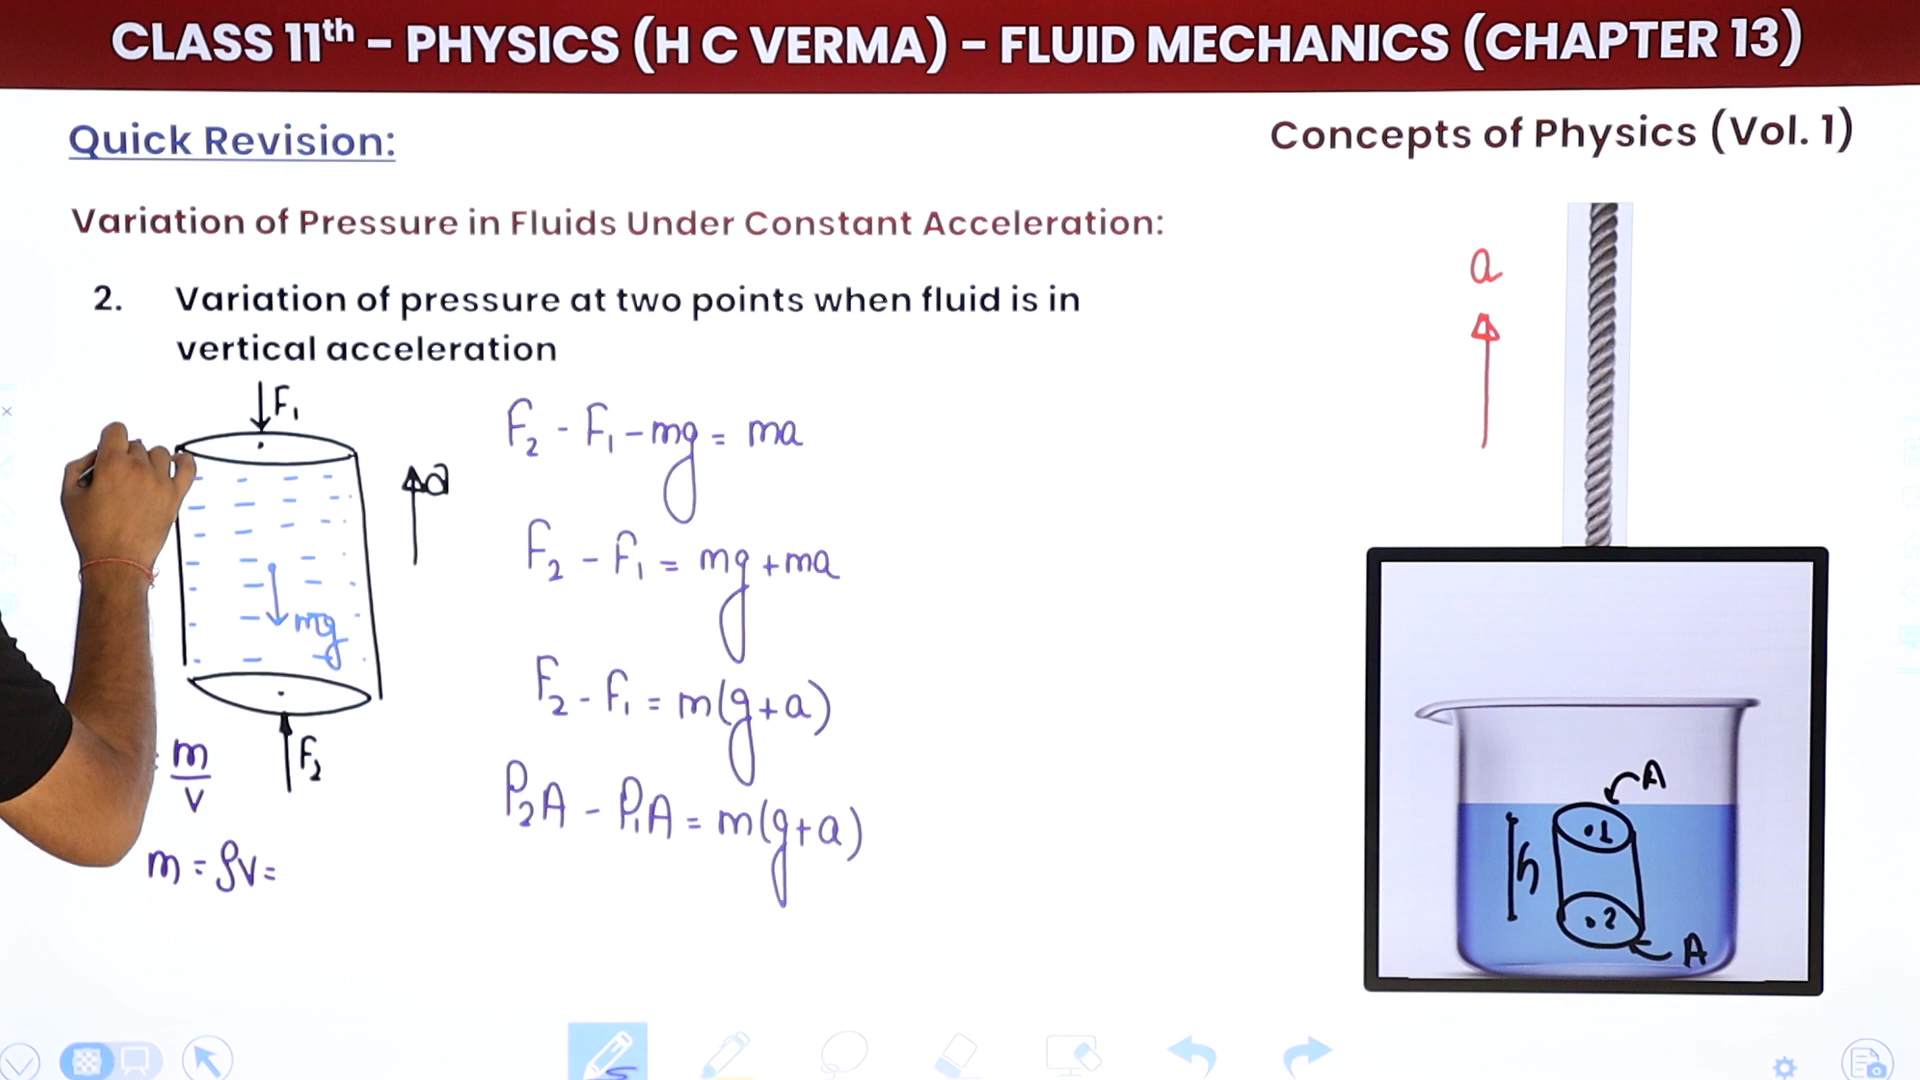 CLASS 11th – PHYSICS (H C VERMA) – FLUID MECHANICS (CHAPTER 13)
Quick Revision:
Concepts of Physics (Vol. 1)
Variation of Pressure in Fluids Under Constant Acceleration:
2. Variation of pressure at two points when fluid is in
vertical acceleration
a
F₁
F₂ - F₁ - mg = ma
a
F₂ - F₁ = mg + ma
mg
F₂ - F₁ = m(g+a)
m
V
F₂
P₂A - P₁A = m(g+a)
m = ρV =
A
1
h
2
A